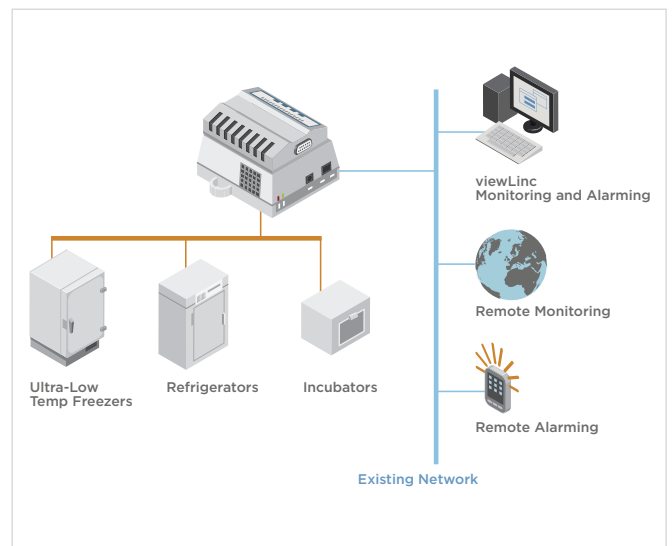 viewLinc
Monitoring and Alarming
Remote Monitoring
Ultra-Low
Temp Freezers
Refrigerators
Incubators
Remote Alarming
Existing Network